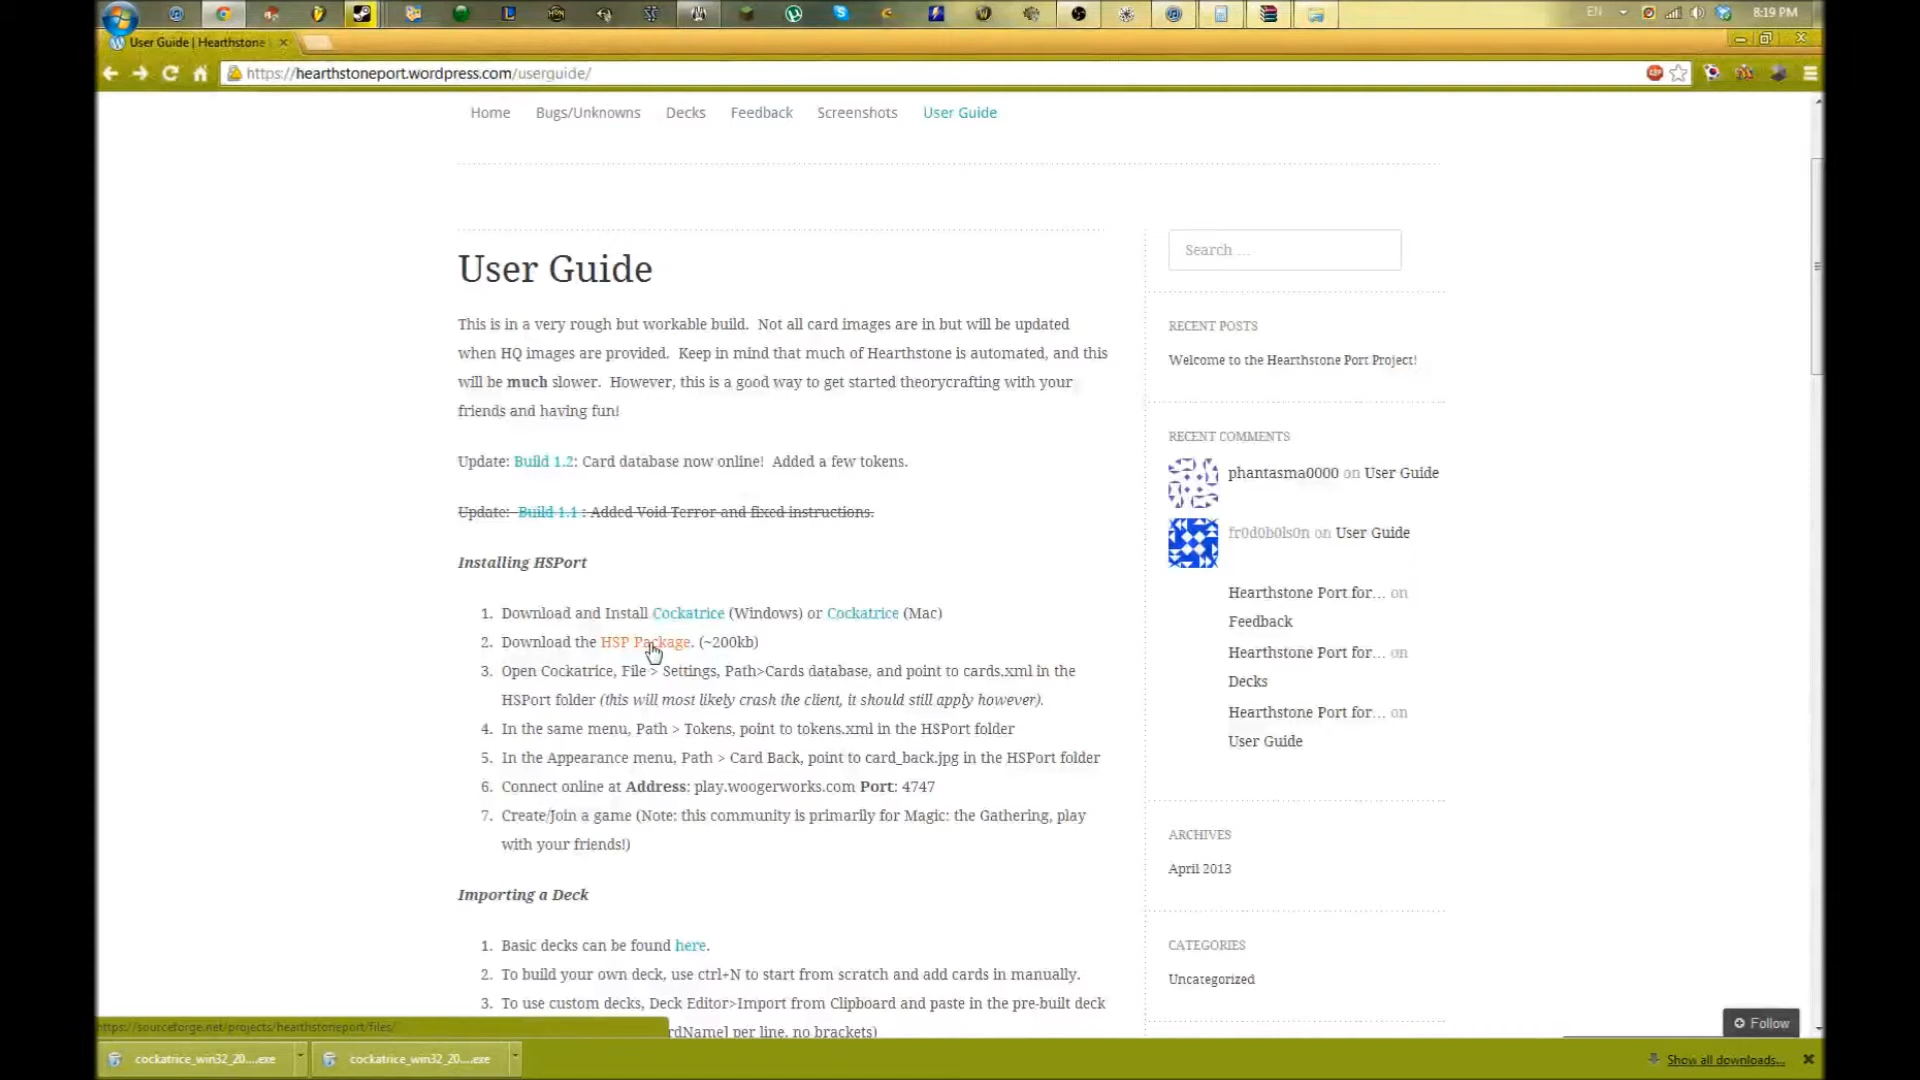 EN
8:19 PM
User Guide | Hearthstone
https://hearthstoneport.wordpress.com/userguide/
Home Bugs/Unknowns Decks Feedback Screenshots User Guide
User Guide
This is in a very rough but workable build. Not all card images are in but will be updated
when HQ images are provided. Keep in mind that much of Hearthstone is automated, and this
will be much slower. However, this is a good way to get started theorycrafting with your
friends and having fun!
Update: Build 1.2: Card database now online! Added a few tokens.
Update: Build 1.1 : Added Void Terror and fixed instructions.
Installing HSPort
1. Download and Install Cockatrice (Windows) or Cockatrice (Mac)
2. Download the HSP Package. (~200kb)
3. Open Cockatrice, File > Settings, Path>Cards database, and point to cards.xml in the
HSPort folder (this will most likely crash the client, it should still apply however).
4. In the same menu, Path > Tokens, point to tokens.xml in the HSPort folder
5. In the Appearance menu, Path > Card Back, point to card_back.jpg in the HSPort folder
6. Connect online at Address: play.woogerworks.com Port: 4747
7. Create/Join a game (Note: this community is primarily for Magic: the Gathering, play
with your friends!)
Importing a Deck
1. Basic decks can be found here.
2. To build your own deck, use ctrl+N to start from scratch and add cards in manually.
3. To use custom decks, Deck Editor>Import from Clipboard and paste in the pre-built deck
rdName] per line, no brackets)
Search …
RECENT POSTS
Welcome to the Hearthstone Port Project!
RECENT COMMENTS
phantasma0000 on User Guide
fr0d0b0ls0n on User Guide
Hearthstone Port for… on
Feedback
Hearthstone Port for… on
Decks
Hearthstone Port for… on
User Guide
ARCHIVES
April 2013
CATEGORIES
Uncategorized
Follow
https://sourceforge.net/projects/hearthstoneport/files/
cockatrice_win32_20....exe
cockatrice_win32_20....exe
Show all downloads...